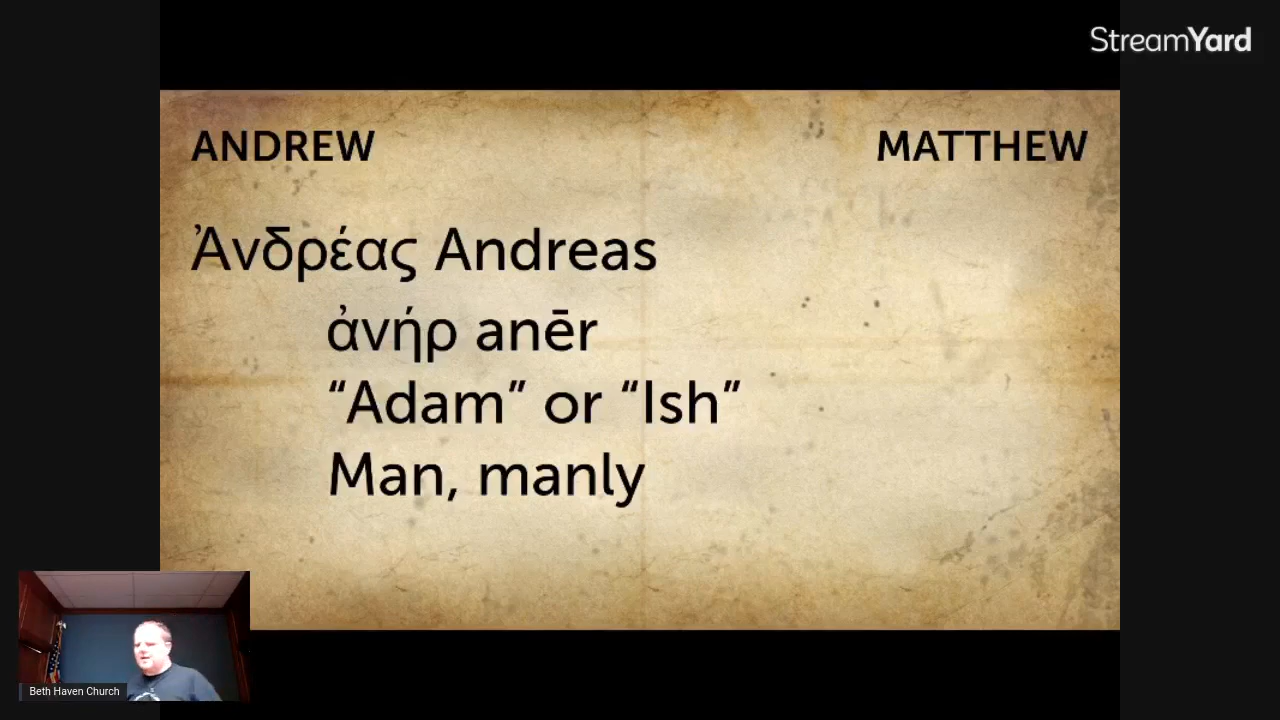 StreamYard
ANDREW MATTHEW
Ἀνδρέας Andreas
ἀνήρ anēr
“Adam” or “Ish”
Man, manly
Beth Haven Church